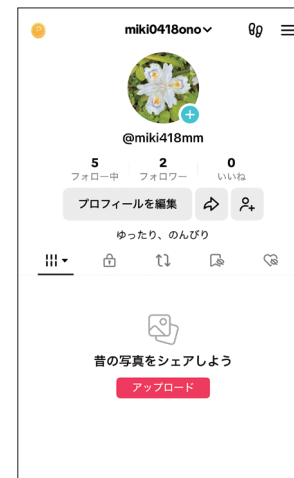 miki0418ono
@miki418mm
5 2 0
フォロー中 フォロワー いいね
プロフィールを編集
ゆったり、のんびり
昔の写真をシェアしよう
アップロード